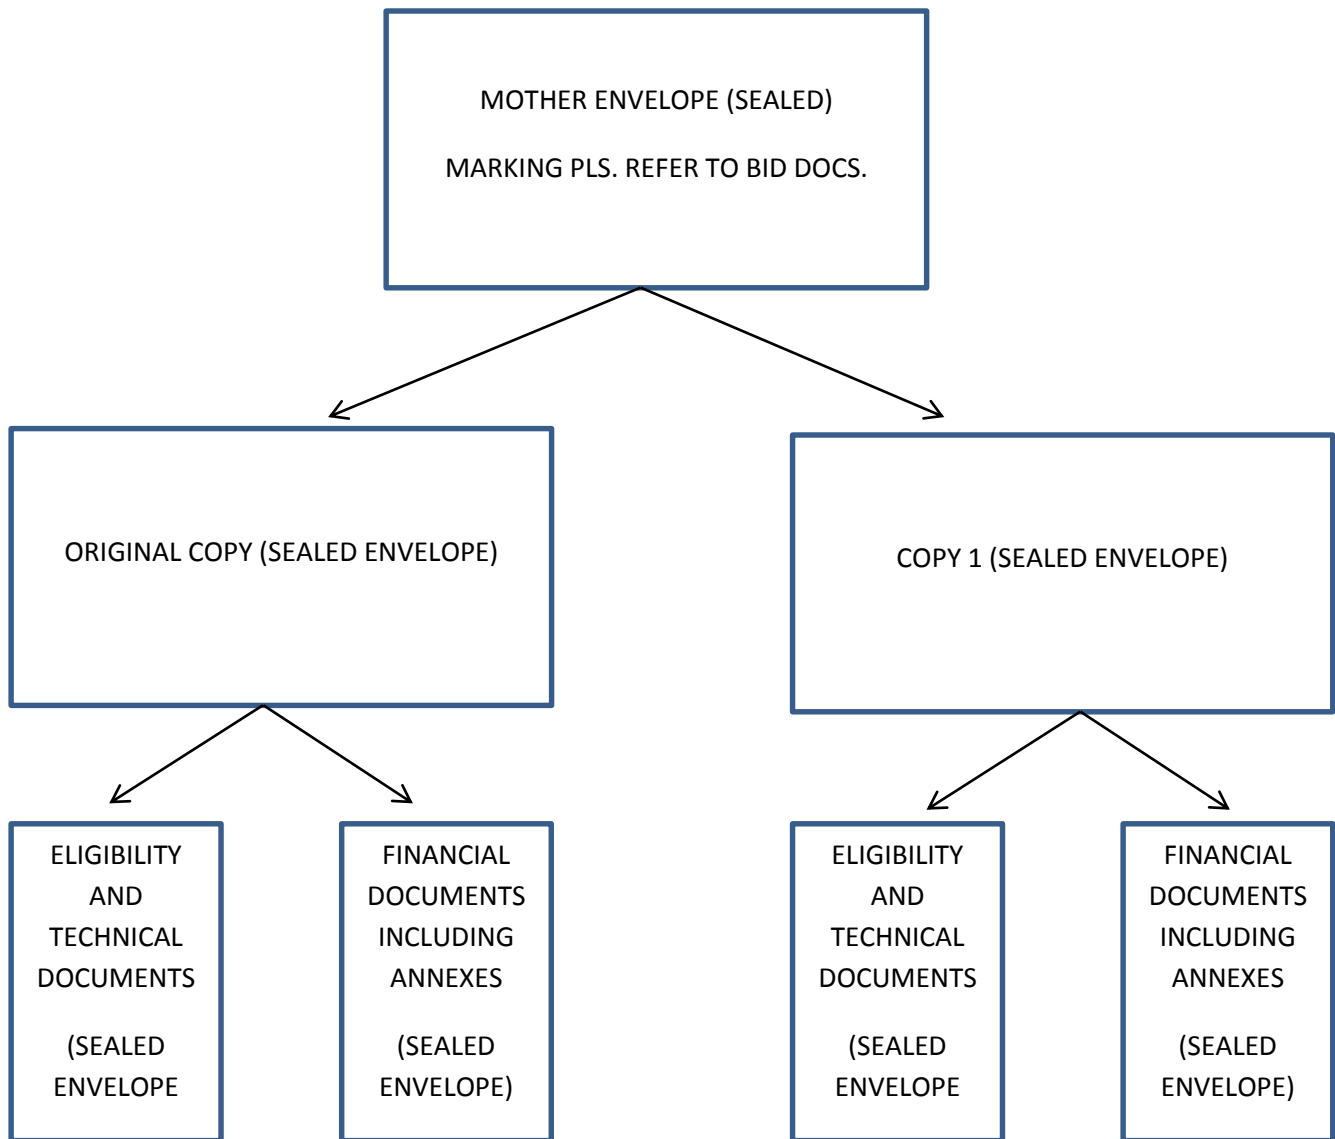 MOTHER ENVELOPE (SEALED)
MARKING PLS. REFER TO BID DOCS.
ORIGINAL COPY (SEALED ENVELOPE)
COPY 1 (SEALED ENVELOPE)
ELIGIBILITY
AND
TECHNICAL
DOCUMENTS
(SEALED
ENVELOPE
FINANCIAL
DOCUMENTS
INCLUDING
ANNEXES
(SEALED
ENVELOPE)
ELIGIBILITY
AND
TECHNICAL
DOCUMENTS
(SEALED
ENVELOPE
FINANCIAL
DOCUMENTS
INCLUDING
ANNEXES
(SEALED
ENVELOPE)